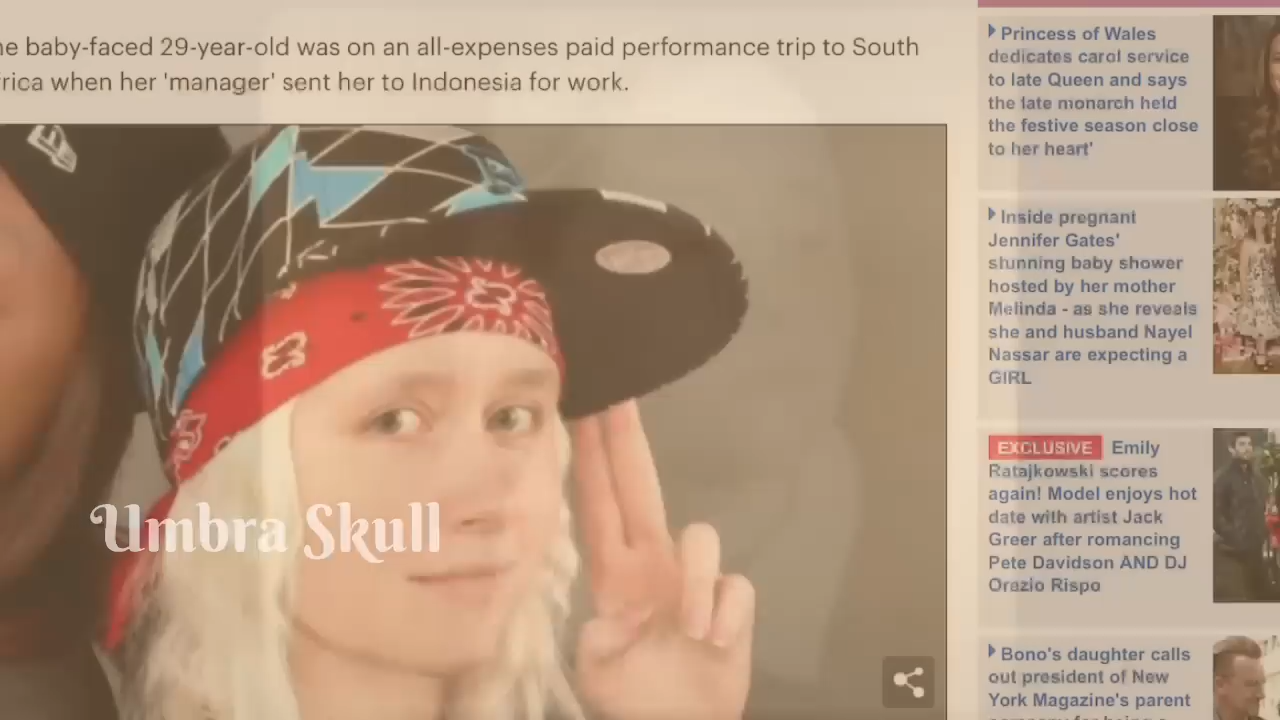 he baby-faced 29-year-old was on an all-expenses paid performance trip to South
frica when her 'manager' sent her to Indonesia for work.
Umbra Skull
Princess of Wales
dedicates carol service
to late Queen and says
the late monarch held
the festive season close
to her heart'
Inside pregnant
Jennifer Gates'
stunning baby shower
hosted by her mother
Melinda - as she reveals
she and husband Nayel
Nassar are expecting a
GIRL
EXCLUSIVE Emily
Ratajkowski scores
again! Model enjoys hot
date with artist Jack
Greer after romancing
Pete Davidson AND DJ
Orazio Rispo
Bono's daughter calls
out president of New
York Magazine's parent